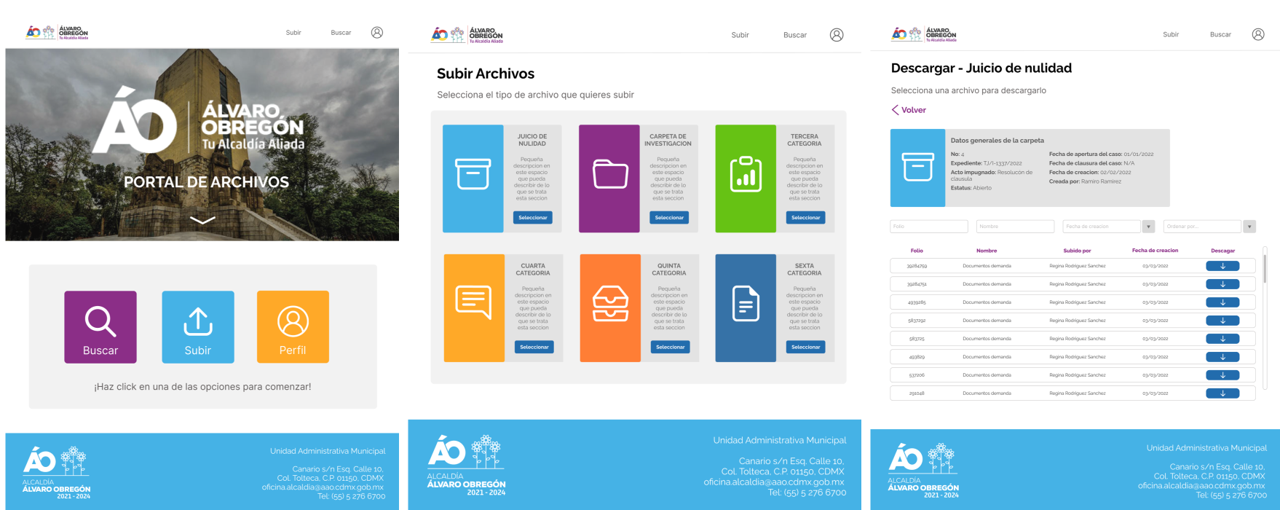 ÁO
ÁLVARO OBREGÓN
Tu Alcaldía Aliada
Subir
Buscar
ÁO
ÁLVARO OBREGÓN
Tu Alcaldía Aliada
PORTAL DE ARCHIVOS
Buscar
Subir
Perfil
¡Haz click en una de las opciones para comenzar!
ÁO
ALCALDÍA
ÁLVARO OBREGÓN
2021 - 2024
Unidad Administrativa Municipal
Canario s/n Esq. Calle 10,
Col. Tolteca, C.P. 01150, CDMX
oficina.alcaldia@aao.cdmx.gob.mx
Tel: (55) 5 276 6700
ÁO
ÁLVARO OBREGÓN
Tu Alcaldía Aliada
Subir
Buscar
Subir Archivos
Selecciona el tipo de archivo que quieres subir
JUICIO DE
NULIDAD
Pequeña
descripcion en
este espacio
que pueda
describir de lo
que se trata
esta seccion
Seleccionar
CARPETA DE
INVESTIGACION
Pequeña
descripcion en
este espacio
que pueda
describir de lo
que se trata
esta seccion
Seleccionar
TERCERA
CATEGORIA
Pequeña
descripcion en
este espacio
que pueda
describir de lo
que se trata
esta seccion
Seleccionar
CUARTA
CATEGORIA
Pequeña
descripcion en
este espacio
que pueda
describir de lo
que se trata
esta seccion
Seleccionar
QUINTA
CATEGORIA
Pequeña
descripcion en
este espacio
que pueda
describir de lo
que se trata
esta seccion
Seleccionar
SEXTA
CATEGORIA
Pequeña
descripcion en
este espacio
que pueda
describir de lo
que se trata
esta seccion
Seleccionar
ÁO
ALCALDÍA
ÁLVARO OBREGÓN
2021 - 2024
Unidad Administrativa Municipal
Canario s/n Esq. Calle 10,
Col. Tolteca, C.P. 01150, CDMX
oficina.alcaldia@aao.cdmx.gob.mx
Tel: (55) 5 276 6700
ÁO
ÁLVARO OBREGÓN
Tu Alcaldía Aliada
Subir
Buscar
Descargar - Juicio de nulidad
Selecciona una archivo para descargarlo
Volver
Datos generales de la carpeta
No: 4
Expediente: TJ/I-1337/2022
Acto impugnado: Resolución de
clausula
Estatus: Abierto
Fecha de apertura del caso: 01/01/2022
Fecha de clausura del caso: N/A
Fecha de creacion: 02/02/2022
Creada por: Ramiro Ramirez
Folio
Nombre
Fecha de creacion
Ordenar por...
Folio Nombre Subido por Fecha de creacion Descagar
39284759 Documentos demanda Regina Rodriguez Sanchez 03/03/2022
39284751 Documentos demanda Regina Rodriguez Sanchez 03/03/2022
4939285 Documentos demanda Regina Rodriguez Sanchez 03/03/2022
5837292 Documentos demanda Regina Rodriguez Sanchez 03/03/2022
583725 Documentos demanda Regina Rodriguez Sanchez 03/03/2022
493829 Documentos demanda Regina Rodriguez Sanchez 03/03/2022
537206 Documentos demanda Regina Rodriguez Sanchez 03/03/2022
291048 Documentos demanda Regina Rodriguez Sanchez 03/03/2022
ÁO
ALCALDÍA
ÁLVARO OBREGÓN
2021 - 2024
Unidad Administrativa Municipal
Canario s/n Esq. Calle 10,
Col. Tolteca, C.P. 01150, CDMX
oficina.alcaldia@aao.cdmx.gob.mx
Tel: (55) 5 276 6700